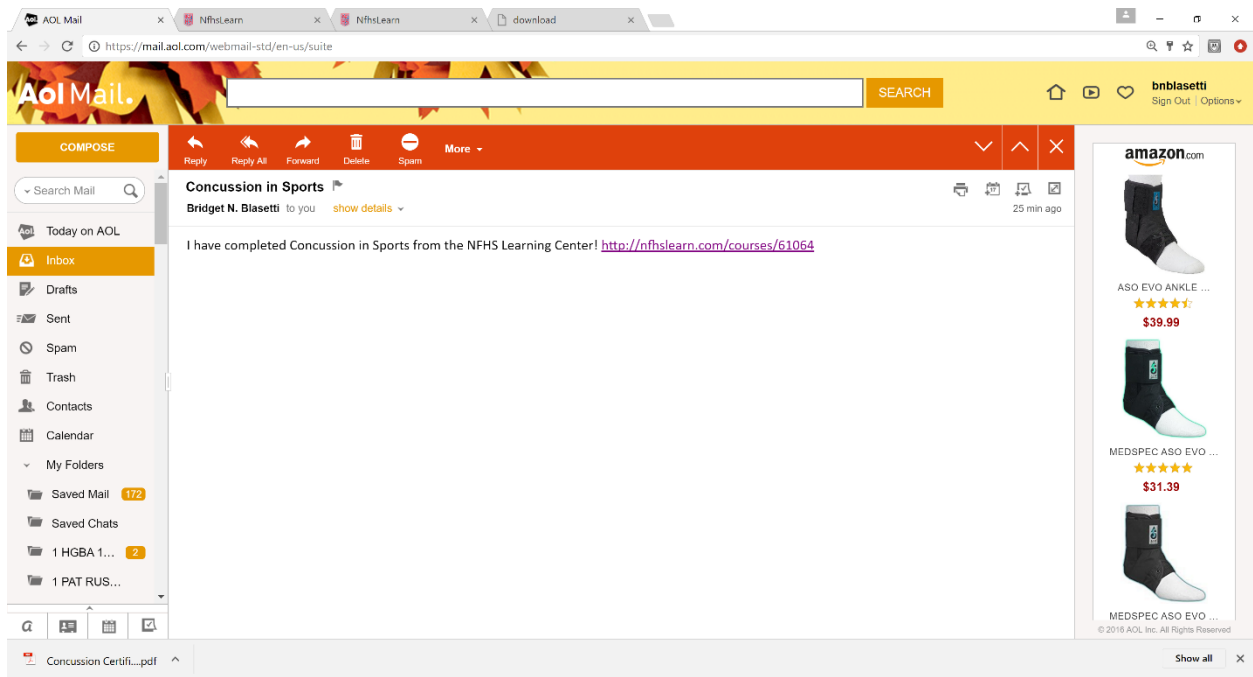 AOL Mail
NfhsLearn
NfhsLearn
download
https://mail.aol.com/webmail-std/en-us/suite
Aol Mail.
SEARCH
bnblasetti
Sign Out | Options
COMPOSE
Reply
Reply All
Forward
Delete
Spam
More
Search Mail
Concussion in Sports
Bridget N. Blasetti to you show details
25 min ago
I have completed Concussion in Sports from the NFHS Learning Center! http://nfhslearn.com/courses/61064
Today on AOL
Inbox
Drafts
Sent
Spam
Trash
Contacts
Calendar
My Folders
Saved Mail 172
Saved Chats
1 HGBA 1... 2
1 PAT RUS...
amazon.com
ASO EVO ANKLE ...
$39.99
MEDSPEC ASO EVO ...
$31.39
MEDSPEC ASO EVO ...
© 2016 AOL Inc. All Rights Reserved
Concussion Certifi....pdf
Show all